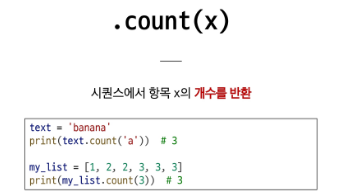 .count(x)
시퀀스에서 항목 x의 개수를 반환
text = 'banana'
print(text.count('a')) # 3
my_list = [1, 2, 2, 3, 3, 3]
print(my_list.count(3)) # 3